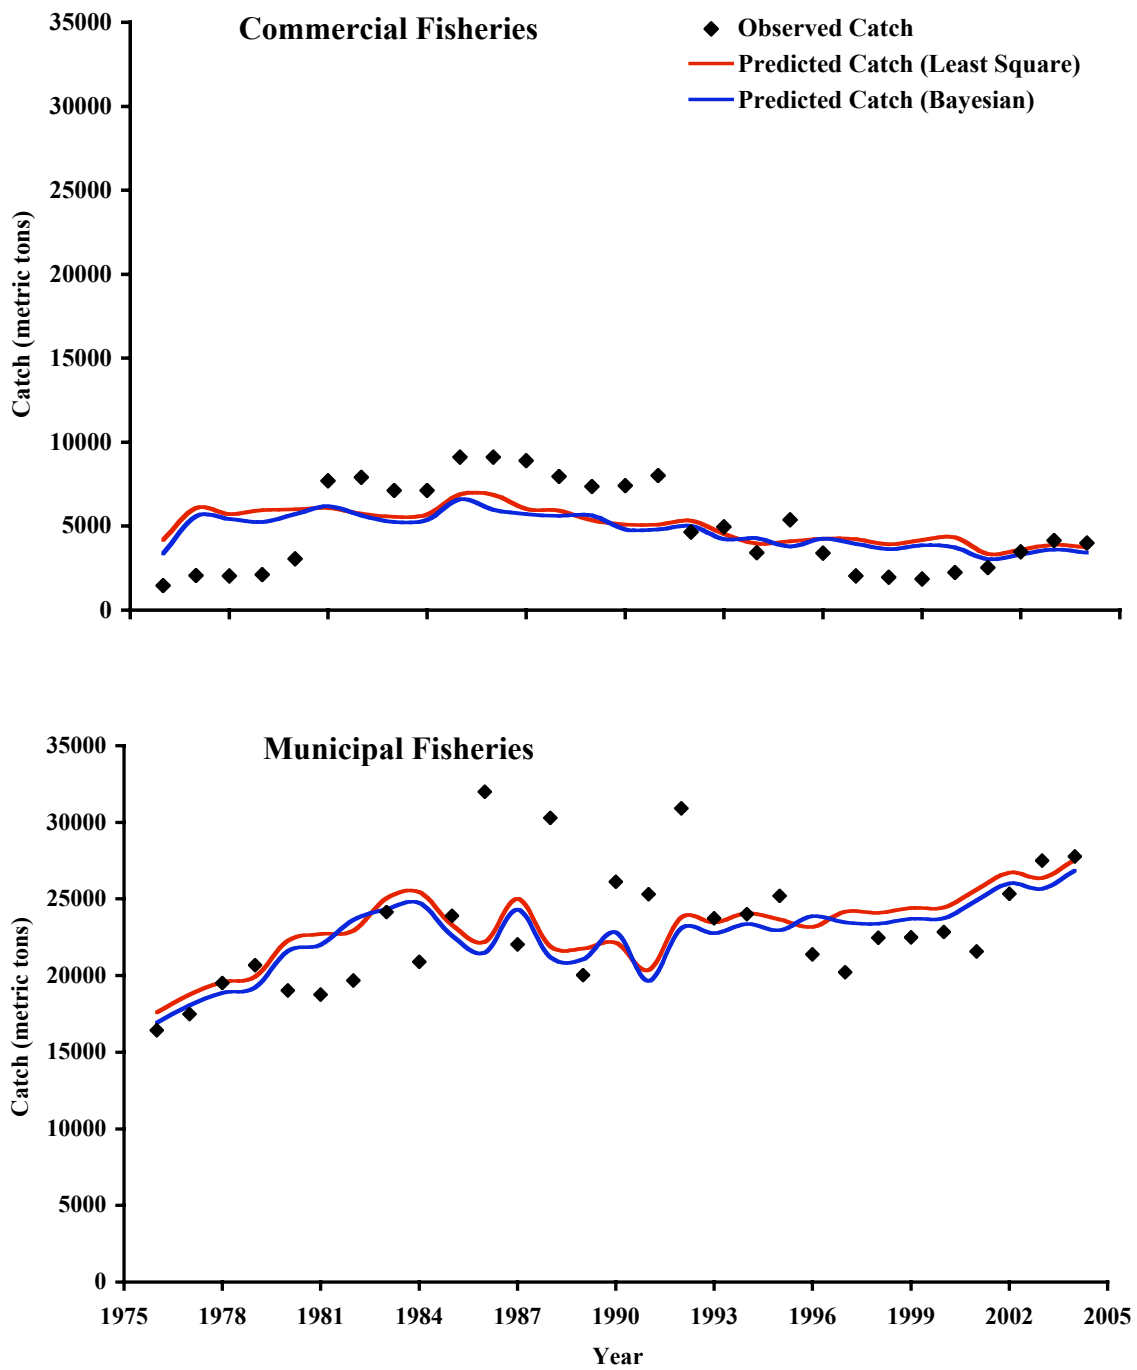 Commercial Fisheries
Observed Catch
Predicted Catch (Least Square)
Predicted Catch (Bayesian)
35000
30000
25000
20000
15000
10000
5000
0
Catch (metric tons)
Municipal Fisheries
35000
30000
25000
20000
15000
10000
5000
0
Catch (metric tons)
1975 1978 1981 1984 1987 1990 1993 1996 1999 2002 2005
Year